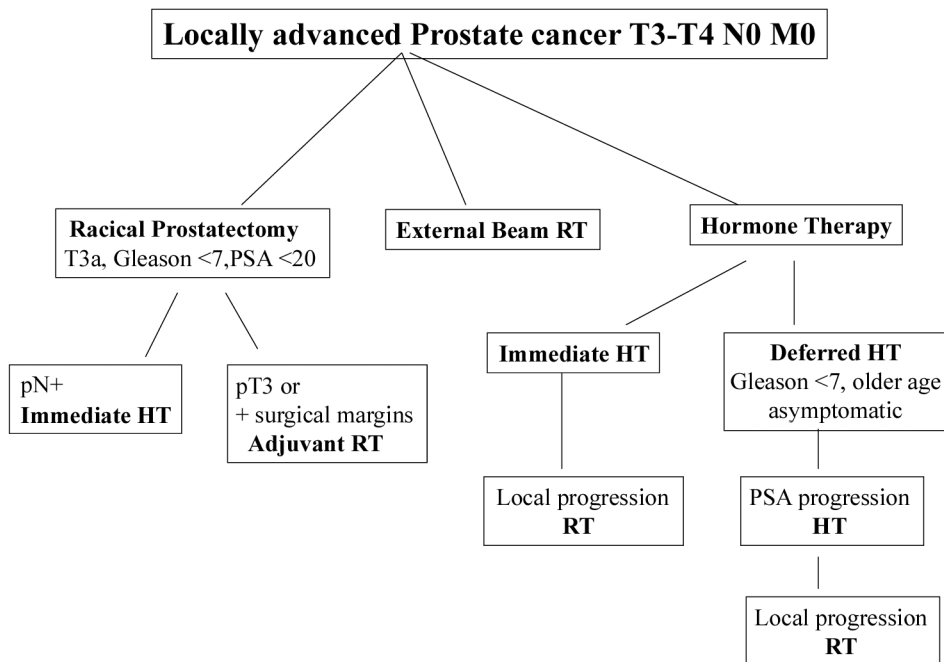 Locally advanced Prostate cancer T3-T4 N0 M0
Racical Prostatectomy
T3a, Gleason <7,PSA <20
External Beam RT
Hormone Therapy
pN+
Immediate HT
pT3 or
+ surgical margins
Adjuvant RT
Immediate HT
Deferred HT
Gleason <7, older age
asymptomatic
Local progression
RT
PSA progression
HT
Local progression
RT